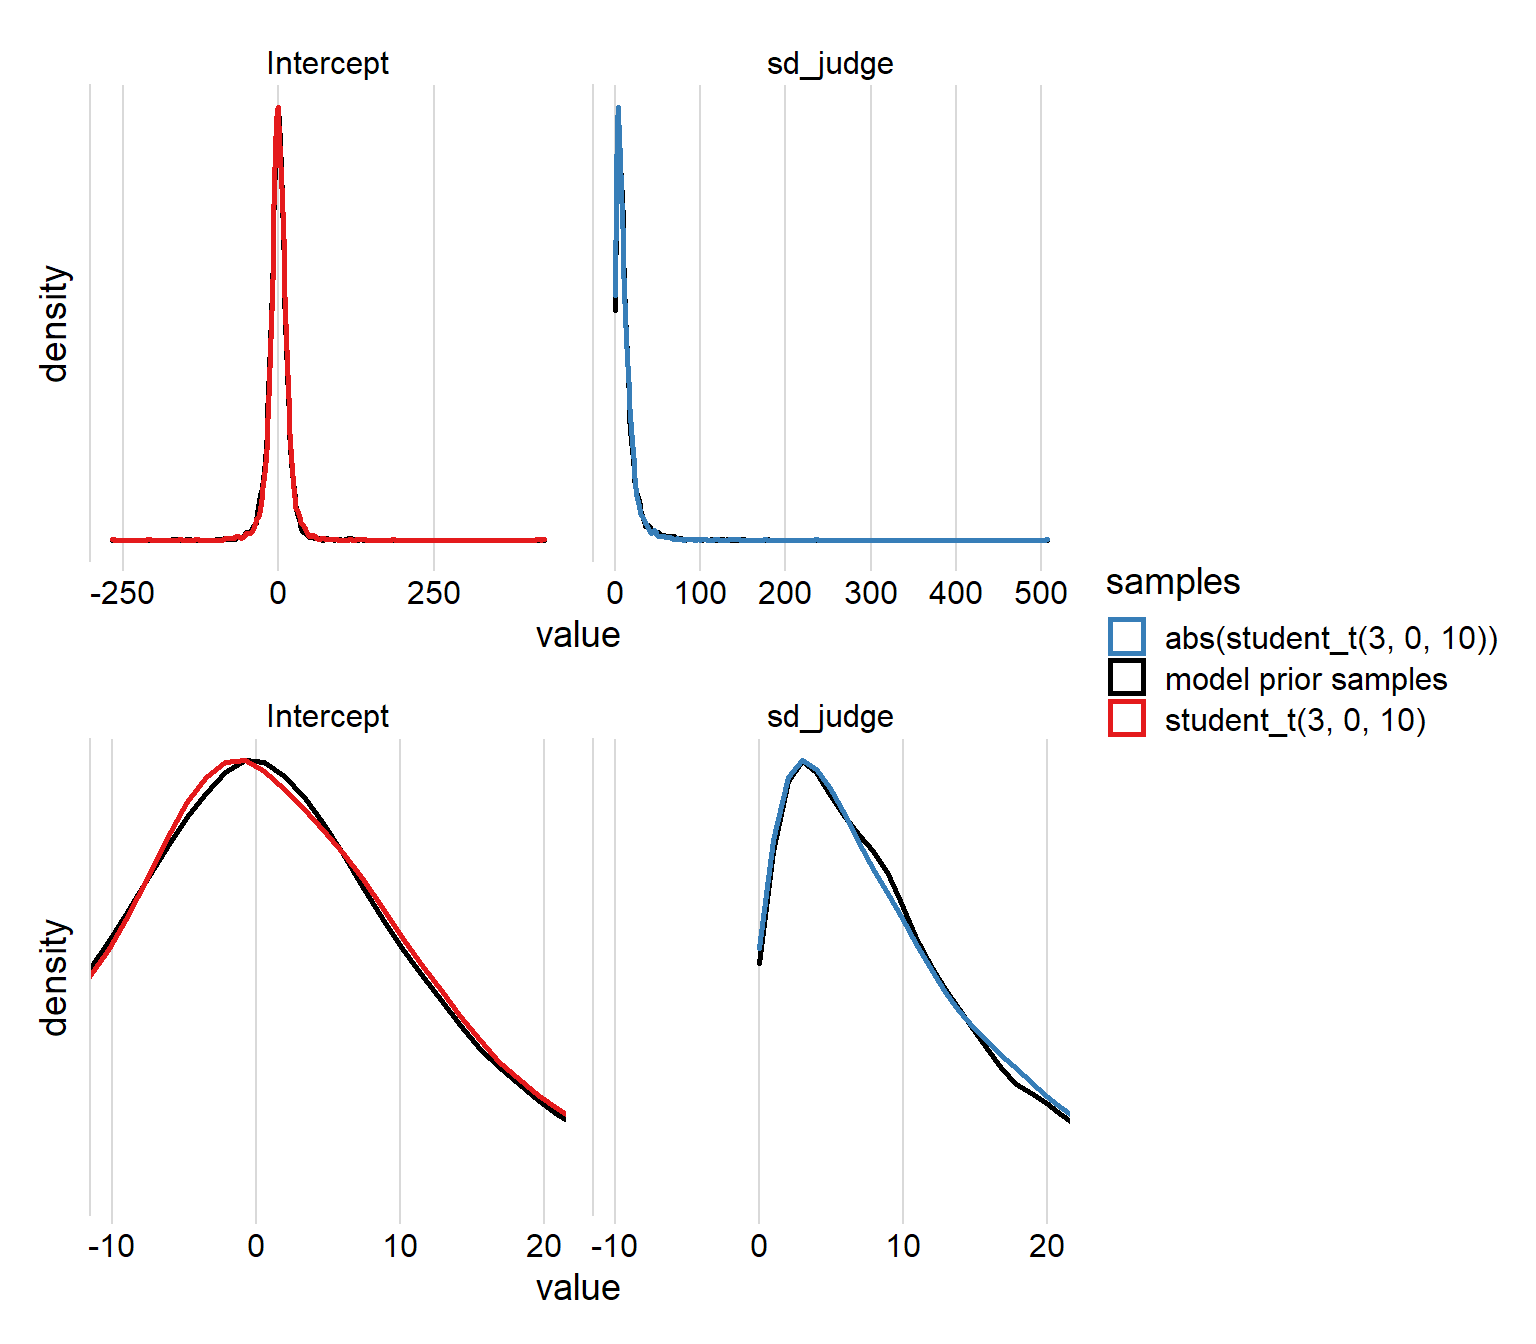 Intercept sd_judge
density
-250 0 250 0 100 200 300 400 500
value
samples
abs(student_t(3, 0, 10))
model prior samples
student_t(3, 0, 10)
Intercept sd_judge
density
-10 0 10 20 -10 0 10 20
value